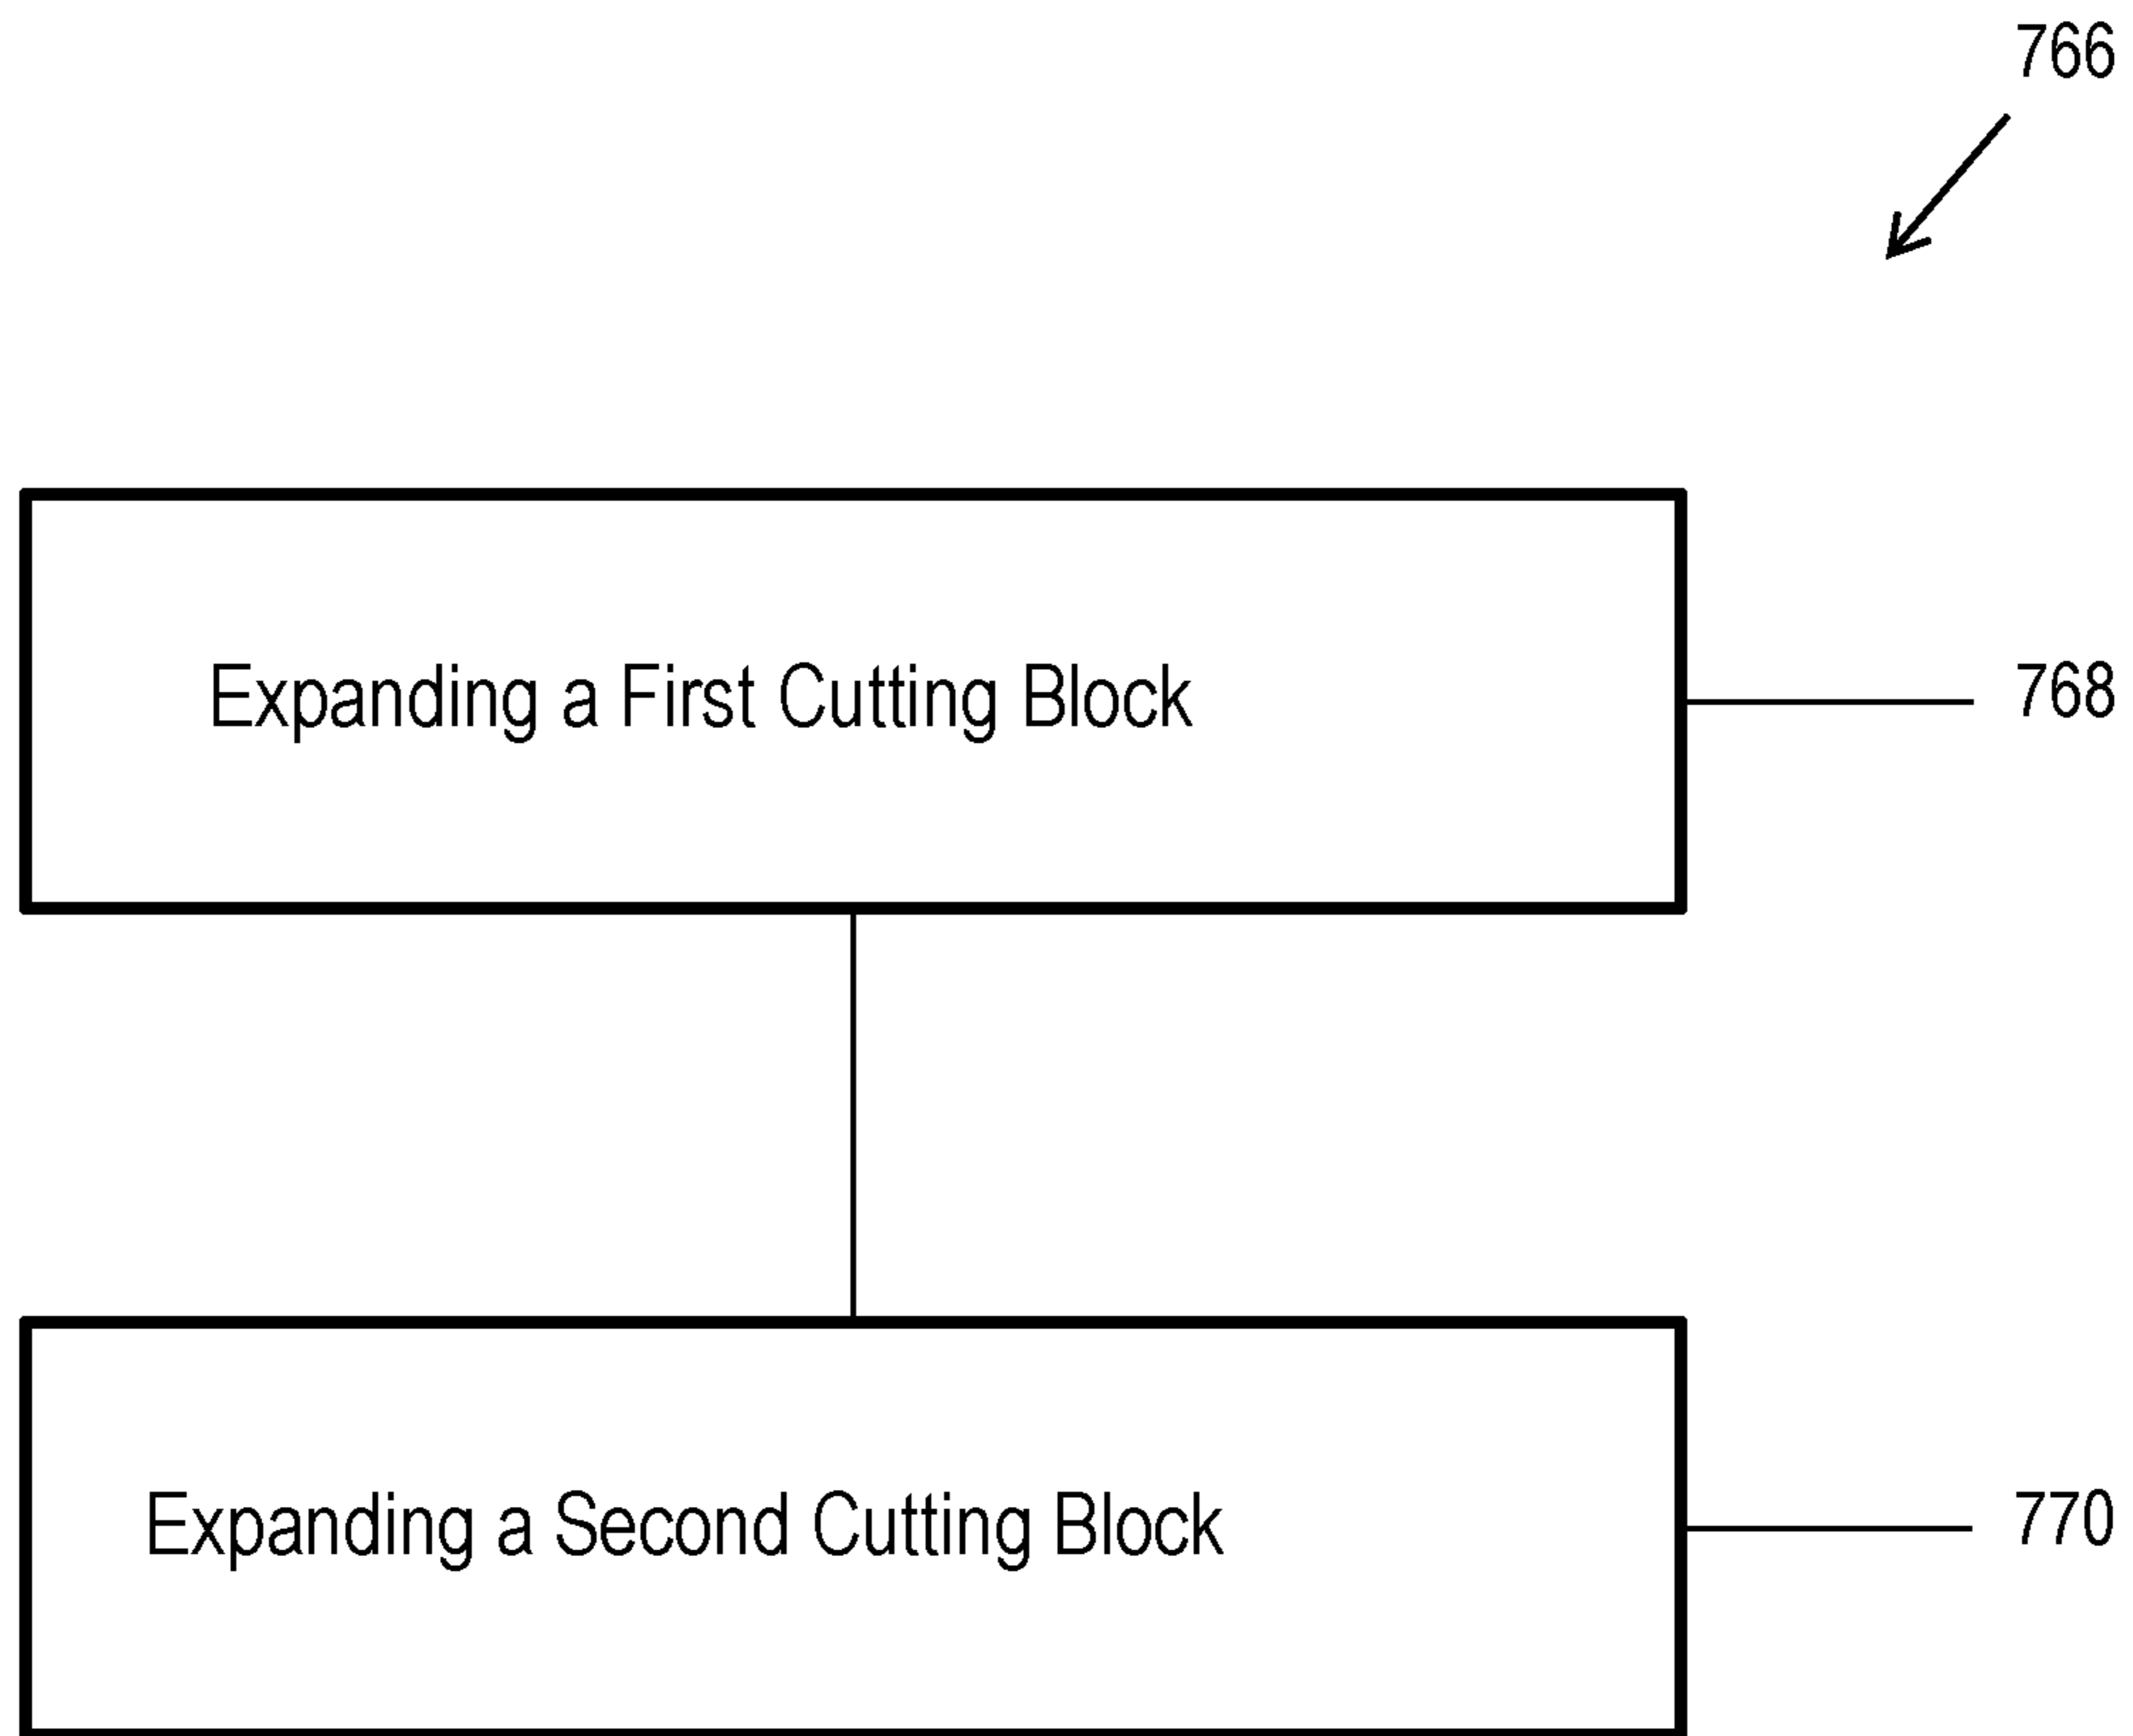 766
Expanding a First Cutting Block
768
Expanding a Second Cutting Block
770